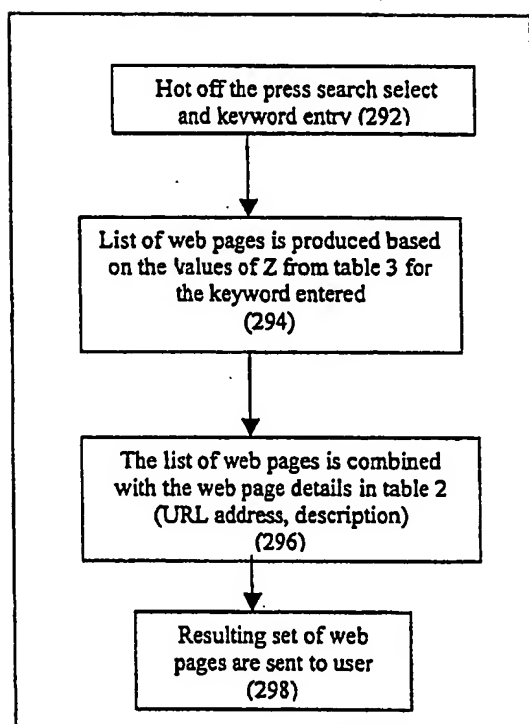 Hot off the press search select
and keyword entry (292)
List of web pages is produced based
on the Values of Z from table 3 for
the keyword entered
(294)
The list of web pages is combined
with the web page details in table 2
(URL address, description)
(296)
Resulting set of web
pages are sent to user
(298)